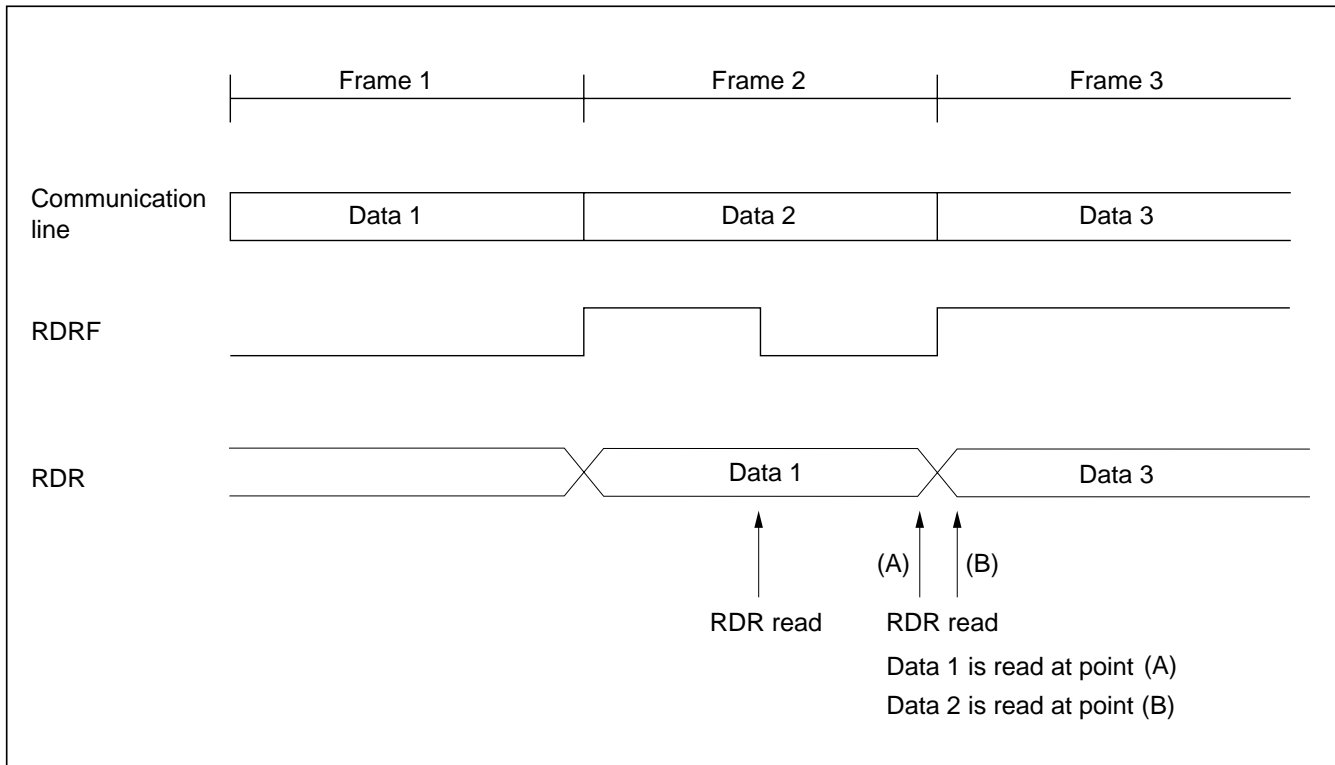 Frame 1 Frame 2 Frame 3
Communication
line
Data 1 Data 2 Data 3
RDRF
RDR
Data 1 Data 3
(A) (B)
RDR read RDR read
Data 1 is read at point (A)
Data 2 is read at point (B)